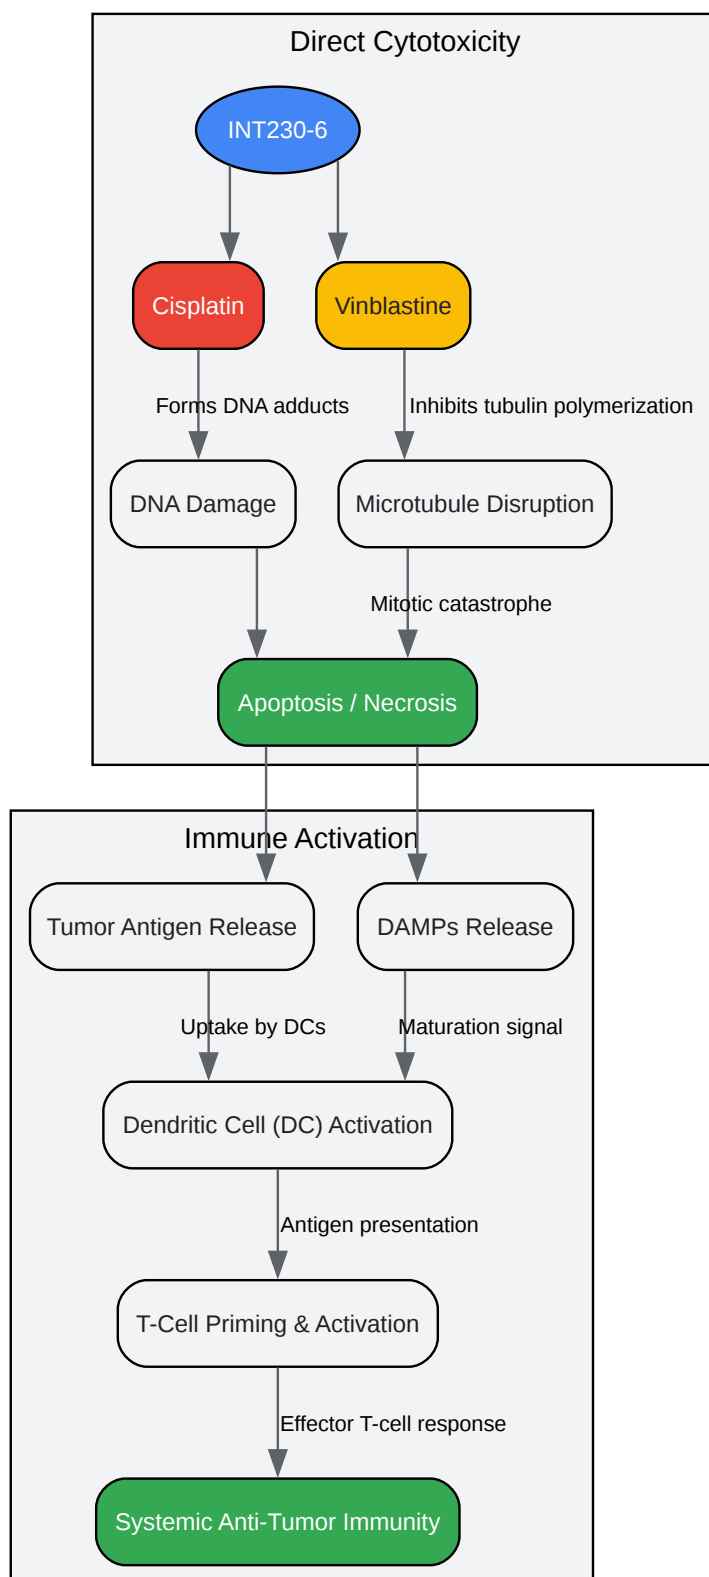 Direct Cytotoxicity
INT230-6
Cisplatin
Vinblastine
Forms DNA adducts
Inhibits tubulin polymerization
DNA Damage
Microtubule Disruption
Mitotic catastrophe
Apoptosis / Necrosis
Immune Activation
Tumor Antigen Release
DAMPs Release
Uptake by DCs
Maturation signal
Dendritic Cell (DC) Activation
Antigen presentation
T-Cell Priming & Activation
Effector T-cell response
Systemic Anti-Tumor Immunity